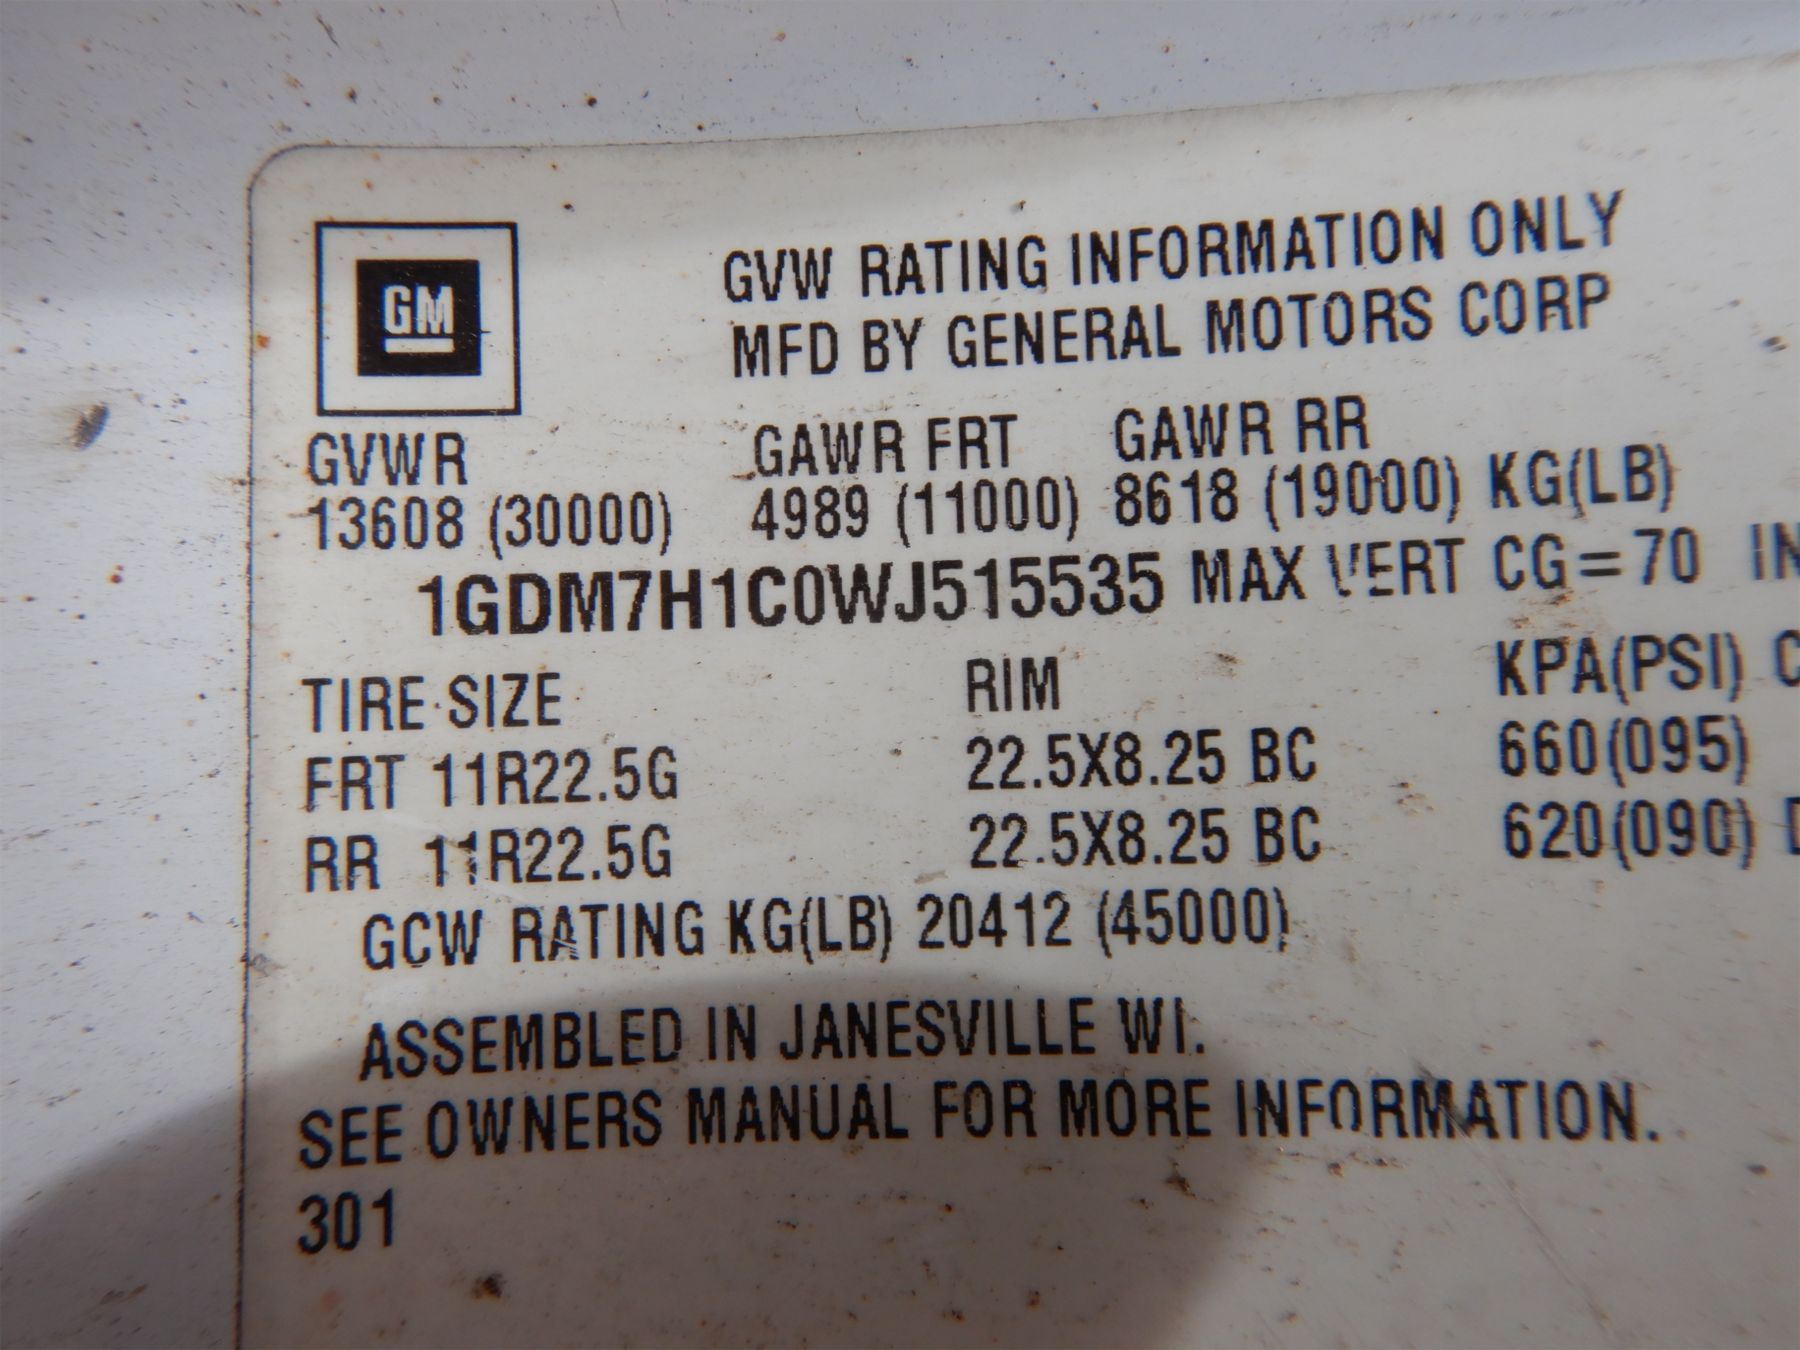 GM
GVW RATING INFORMATION ONLY
MFD BY GENERAL MOTORS CORP
GVWR GAWR FRT GAWR RR
13608 (30000) 4989 (11000) 8618 (19000) KG(LB)
1GDM7H1C0WJ515535 MAX VERT CG=70 IN
TIRE SIZE RIM KPA(PSI) C
FRT 11R22.5G 22.5X8.25 BC 660(095)
RR 11R22.5G 22.5X8.25 BC 620(090)
GCW RATING KG(LB) 20412 (45000)
ASSEMBLED IN JANESVILLE WI.
SEE OWNERS MANUAL FOR MORE INFORMATION.
301